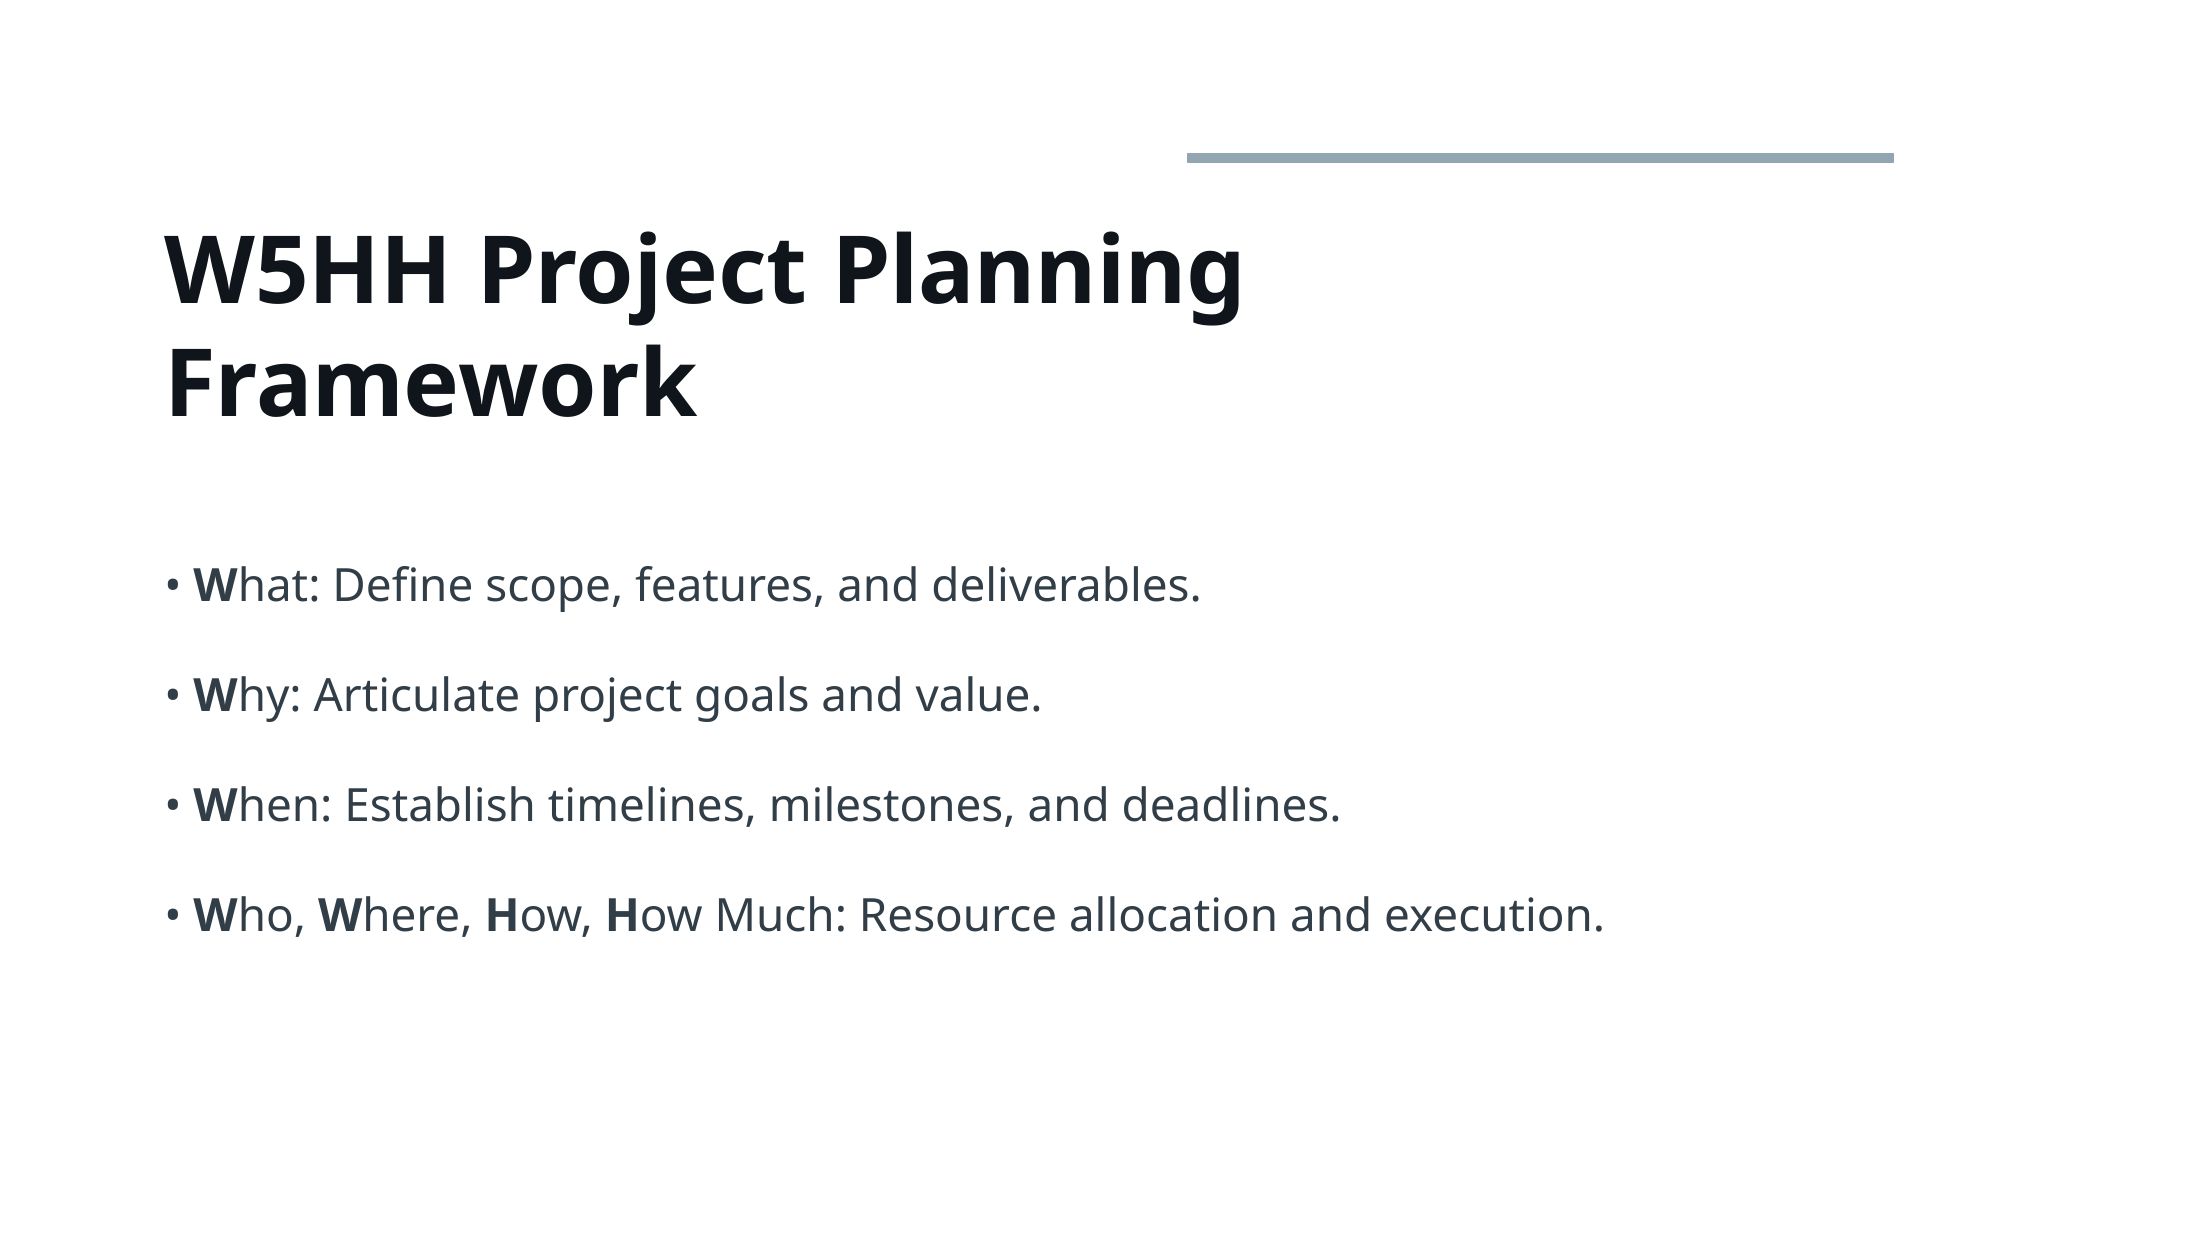 W5HH Project Planning
Framework
• What: Define scope, features, and deliverables.
• Why: Articulate project goals and value.
• When: Establish timelines, milestones, and deadlines.
• Who, Where, How, How Much: Resource allocation and execution.